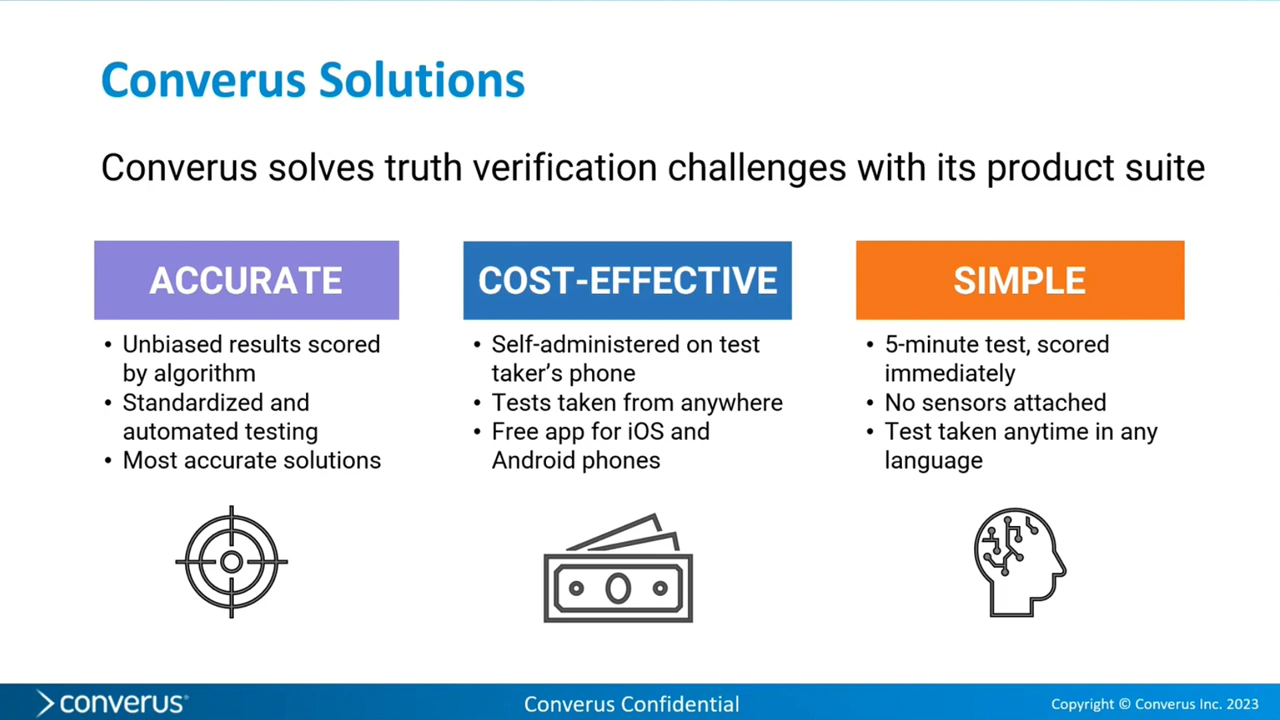 Converus Solutions
Converus solves truth verification challenges with its product suite
ACCURATE
• Unbiased results scored
by algorithm
• Standardized and
automated testing
• Most accurate solutions
COST-EFFECTIVE
• Self-administered on test
taker’s phone
• Tests taken from anywhere
• Free app for iOS and
Android phones
SIMPLE
• 5-minute test, scored
immediately
• No sensors attached
• Test taken anytime in any
language
converus®
Converus Confidential
Copyright © Converus Inc. 2023